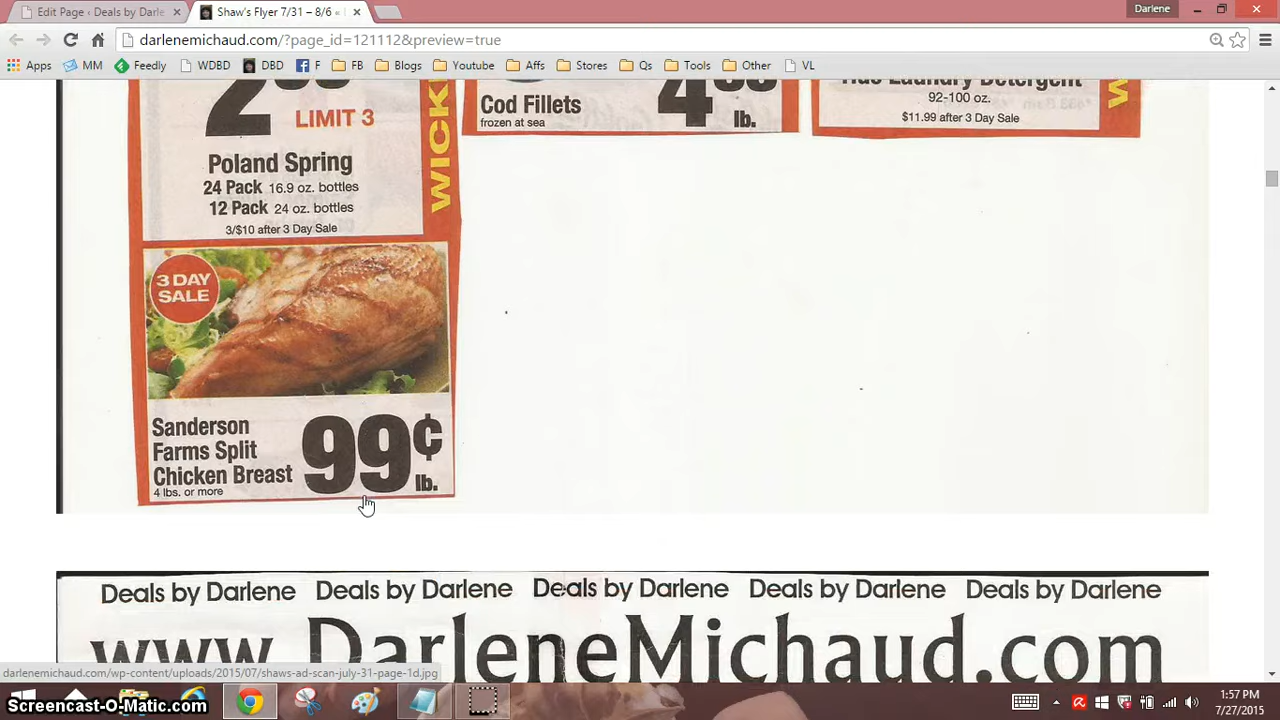 Edit Page ‹ Deals by Darle
Shaw's Flyer 7/31 – 8/6 «
Darlene
darlenemichaud.com/?page_id=121112&preview=true
Apps MM Feedly WDBD DBD F FB Blogs Youtube Affs Stores Qs Tools Other VL
LIMIT 3
Poland Spring
24 Pack 16.9 oz. bottles
12 Pack 24 oz. bottles
3/$10 after 3 Day Sale
Cod Fillets
frozen at sea
lb.
Laundry Detergent
92-100 oz.
$11.99 after 3 Day Sale
3 DAY
SALE
Sanderson
Farms Split
Chicken Breast
4 lbs. or more
99¢
lb.
Deals by Darlene Deals by Darlene Deals by Darlene Deals by Darlene Deals by Darlene
www.DarleneMichaud.com
darlenemichaud.com/wp-content/uploads/2015/07/shaws-ad-scan-july-31-page-1d.jpg
Screencast-O-Matic.com
1:57 PM
7/27/2015